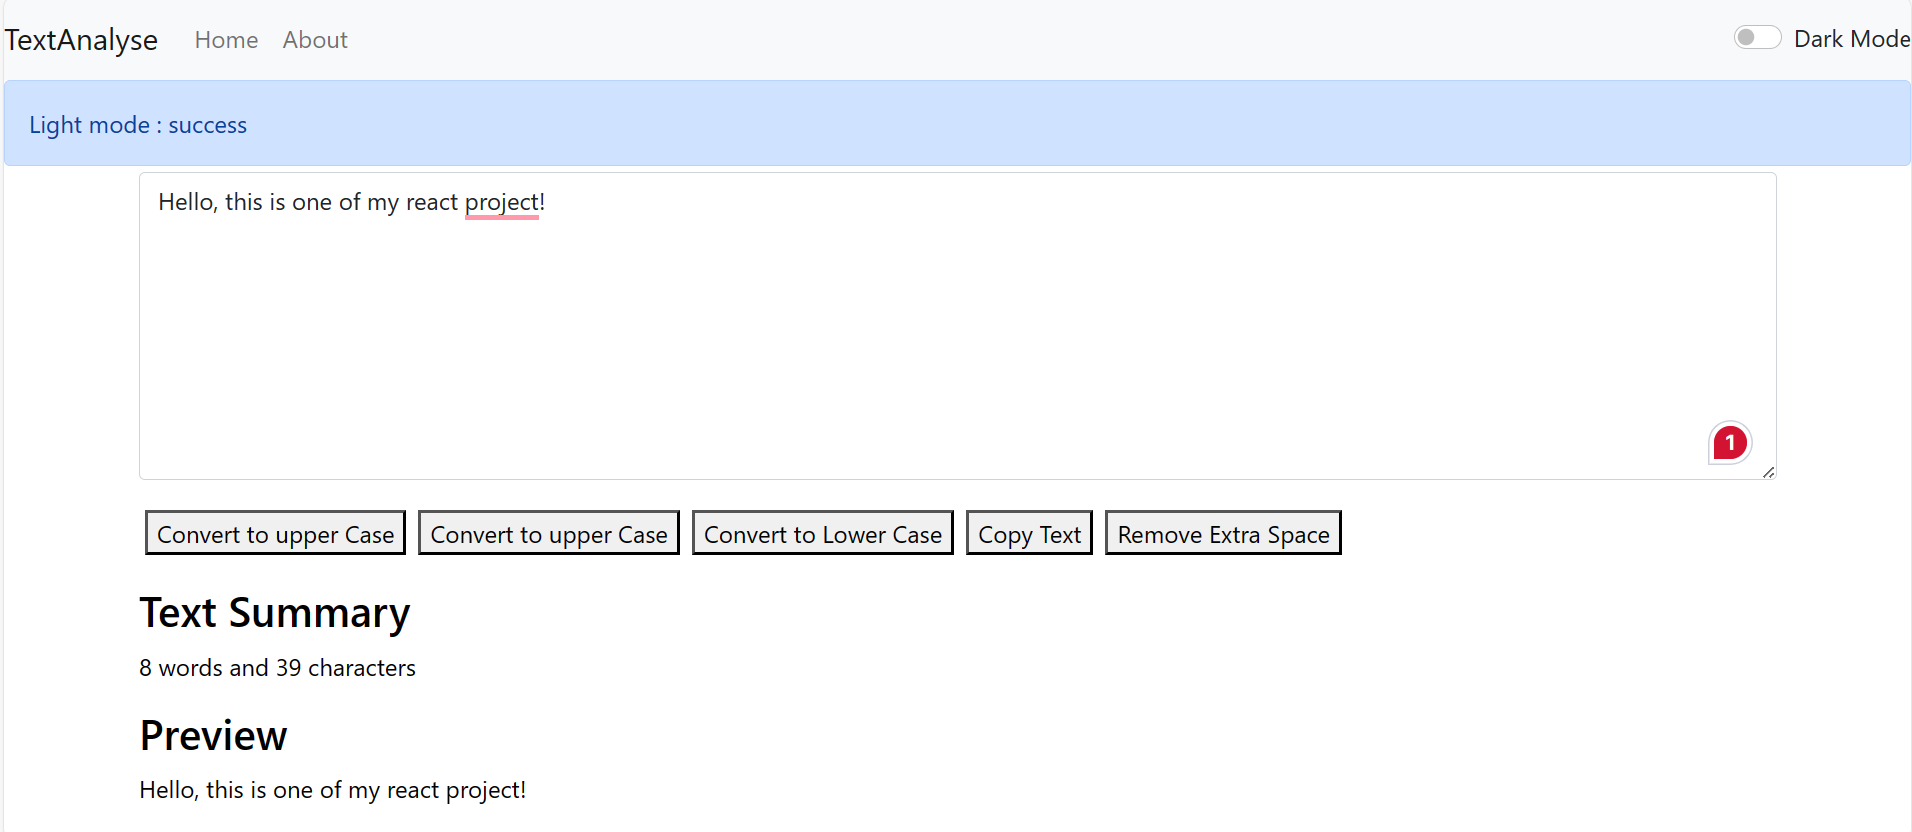 TextAnalyse Home About Dark Mode
Light mode : success
Hello, this is one of my react project!
1
Convert to upper Case Convert to upper Case Convert to Lower Case Copy Text Remove Extra Space
Text Summary
8 words and 39 characters
Preview
Hello, this is one of my react project!